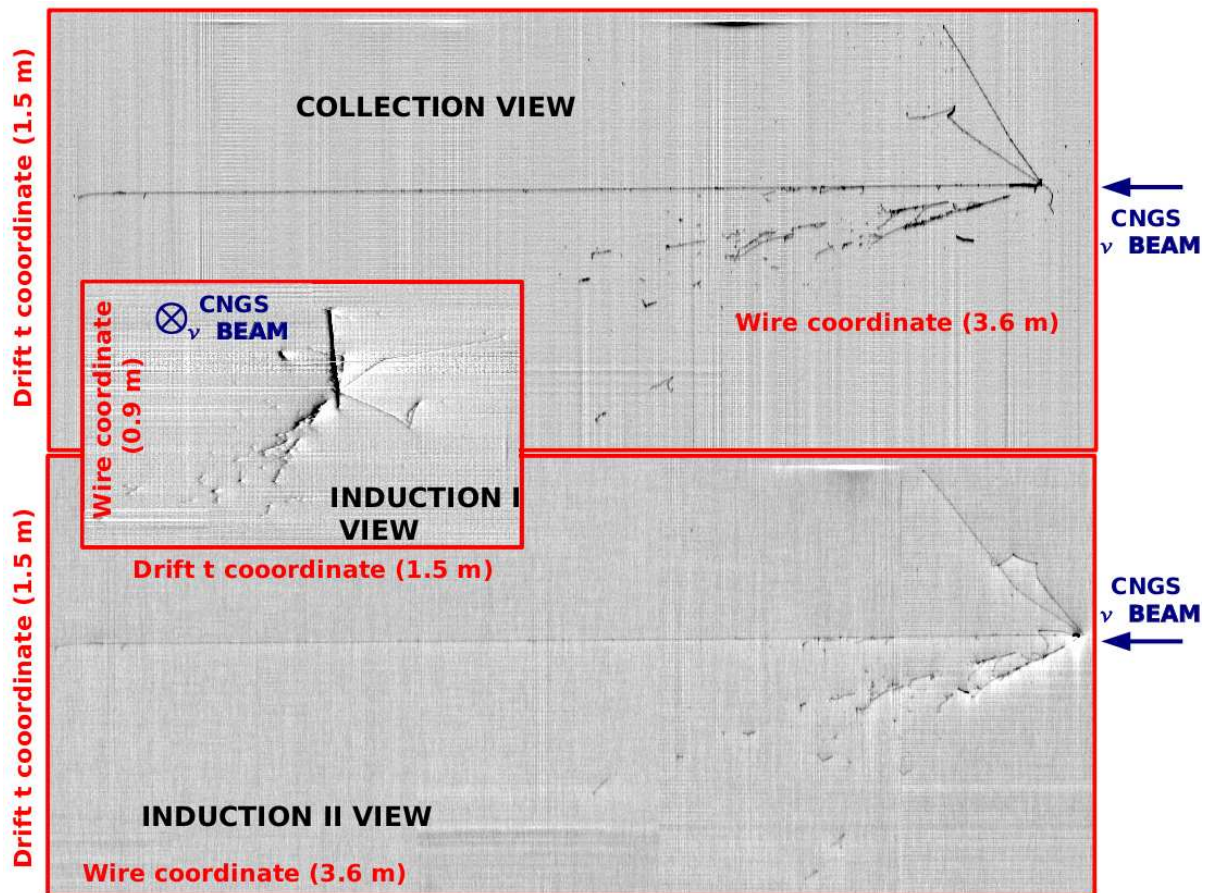 Drift t cooordinate (1.5 m)
COLLECTION VIEW
CNGS
ν BEAM
Wire coordinate (3.6 m)
CNGS
ν BEAM
Wire coordinate
(0.9 m)
INDUCTION I
VIEW
Drift t cooordinate (1.5 m)
Drift t cooordinate (1.5 m)
CNGS
ν BEAM
INDUCTION II VIEW
Wire coordinate (3.6 m)